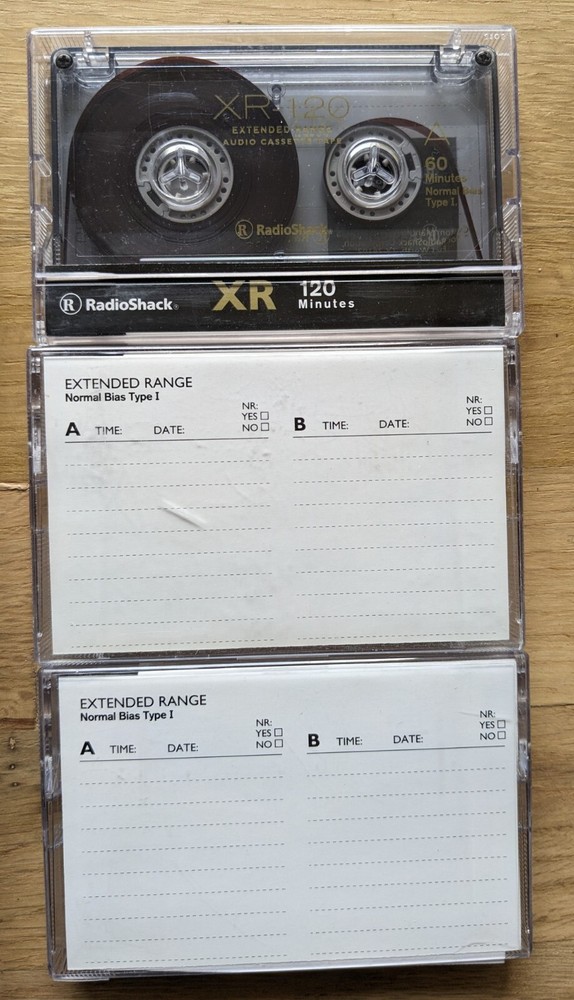 XR-120
EXTENDED RANGE
AUDIO CASSETTE TAPE
A
60
Minutes
Normal Bias
Type I
R RadioShack
R RadioShack
XR
120
Minutes
EXTENDED RANGE
Normal Bias Type I
NR:
YES
NO
A TIME: DATE:
NR:
YES
NO
B TIME: DATE:
EXTENDED RANGE
Normal Bias Type I
NR:
YES
NO
A TIME: DATE:
NR:
YES
NO
B TIME: DATE: